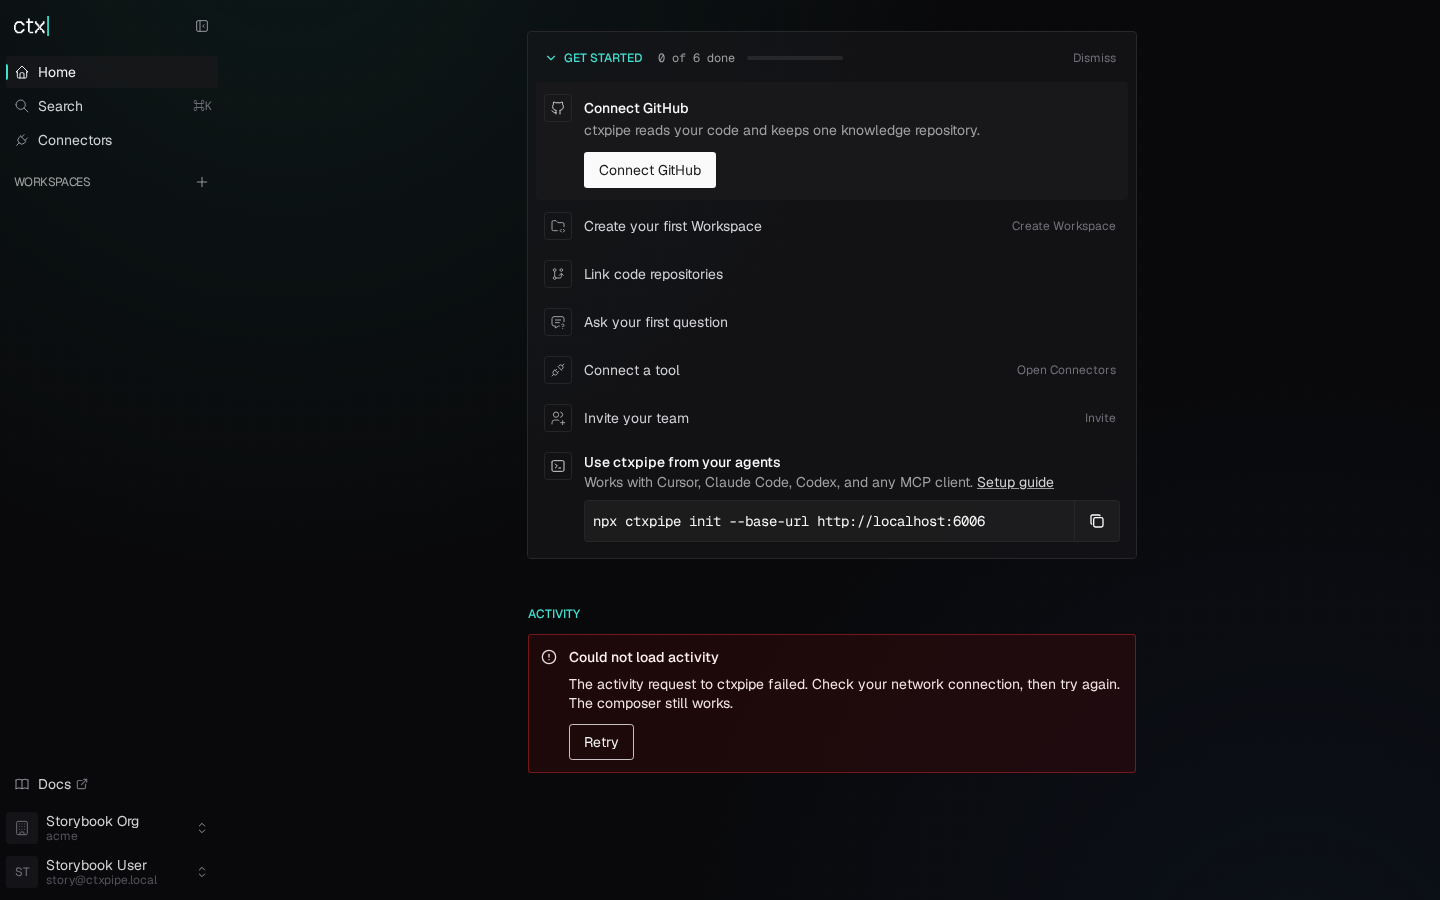 ctx
Home
Search ⌘K
Connectors
WORKSPACES
GET STARTED 0 of 6 done Dismiss
Connect GitHub
ctxpipe reads your code and keeps one knowledge repository.
Connect GitHub
Create your first Workspace Create Workspace
Link code repositories
Ask your first question
Connect a tool Open Connectors
Invite your team Invite
Use ctxpipe from your agents
Works with Cursor, Claude Code, Codex, and any MCP client. Setup guide
npx ctxpipe init --base-url http://localhost:6006
ACTIVITY
Could not load activity
The activity request to ctxpipe failed. Check your network connection, then try again.
The composer still works.
Retry
Docs
Storybook Org
acme
ST
Storybook User
story@ctxpipe.local